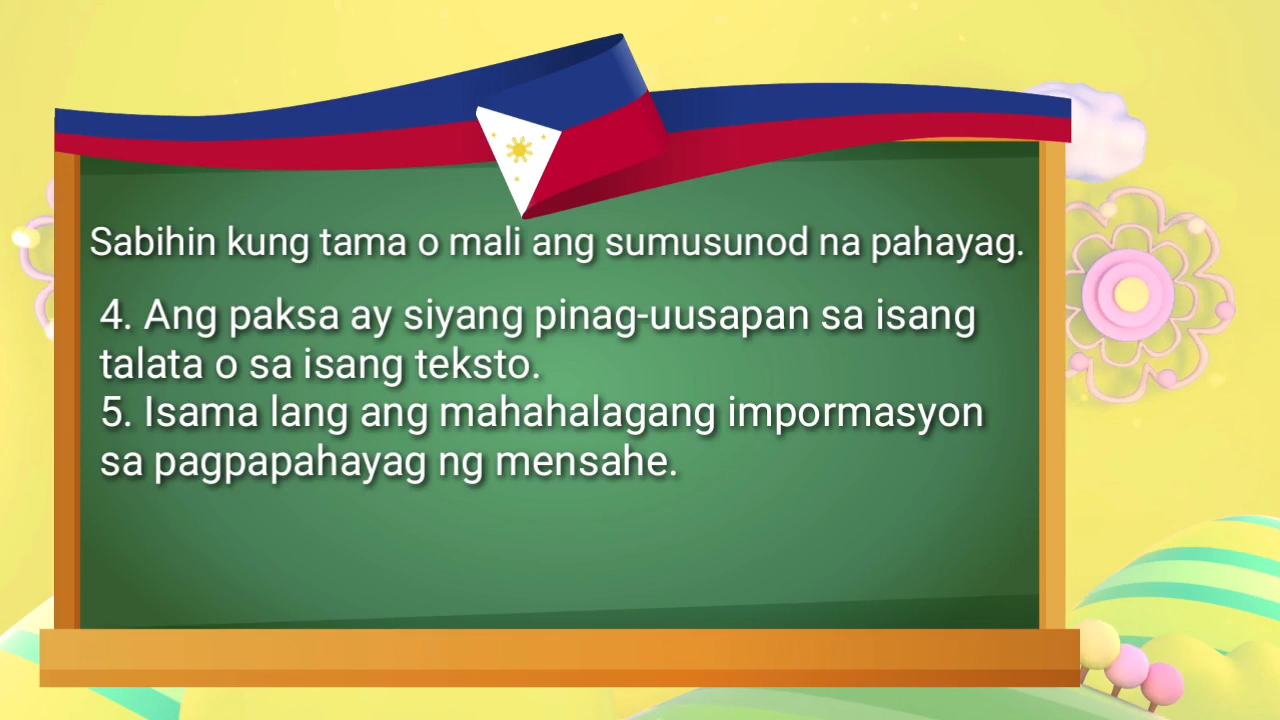 Sabihin kung tama o mali ang sumusunod na pahayag.
4. Ang paksa ay siyang pinag-uusapan sa isang
talata o sa isang teksto.
5. Isama lang ang mahahalagang impormasyon
sa pagpapahayag ng mensahe.